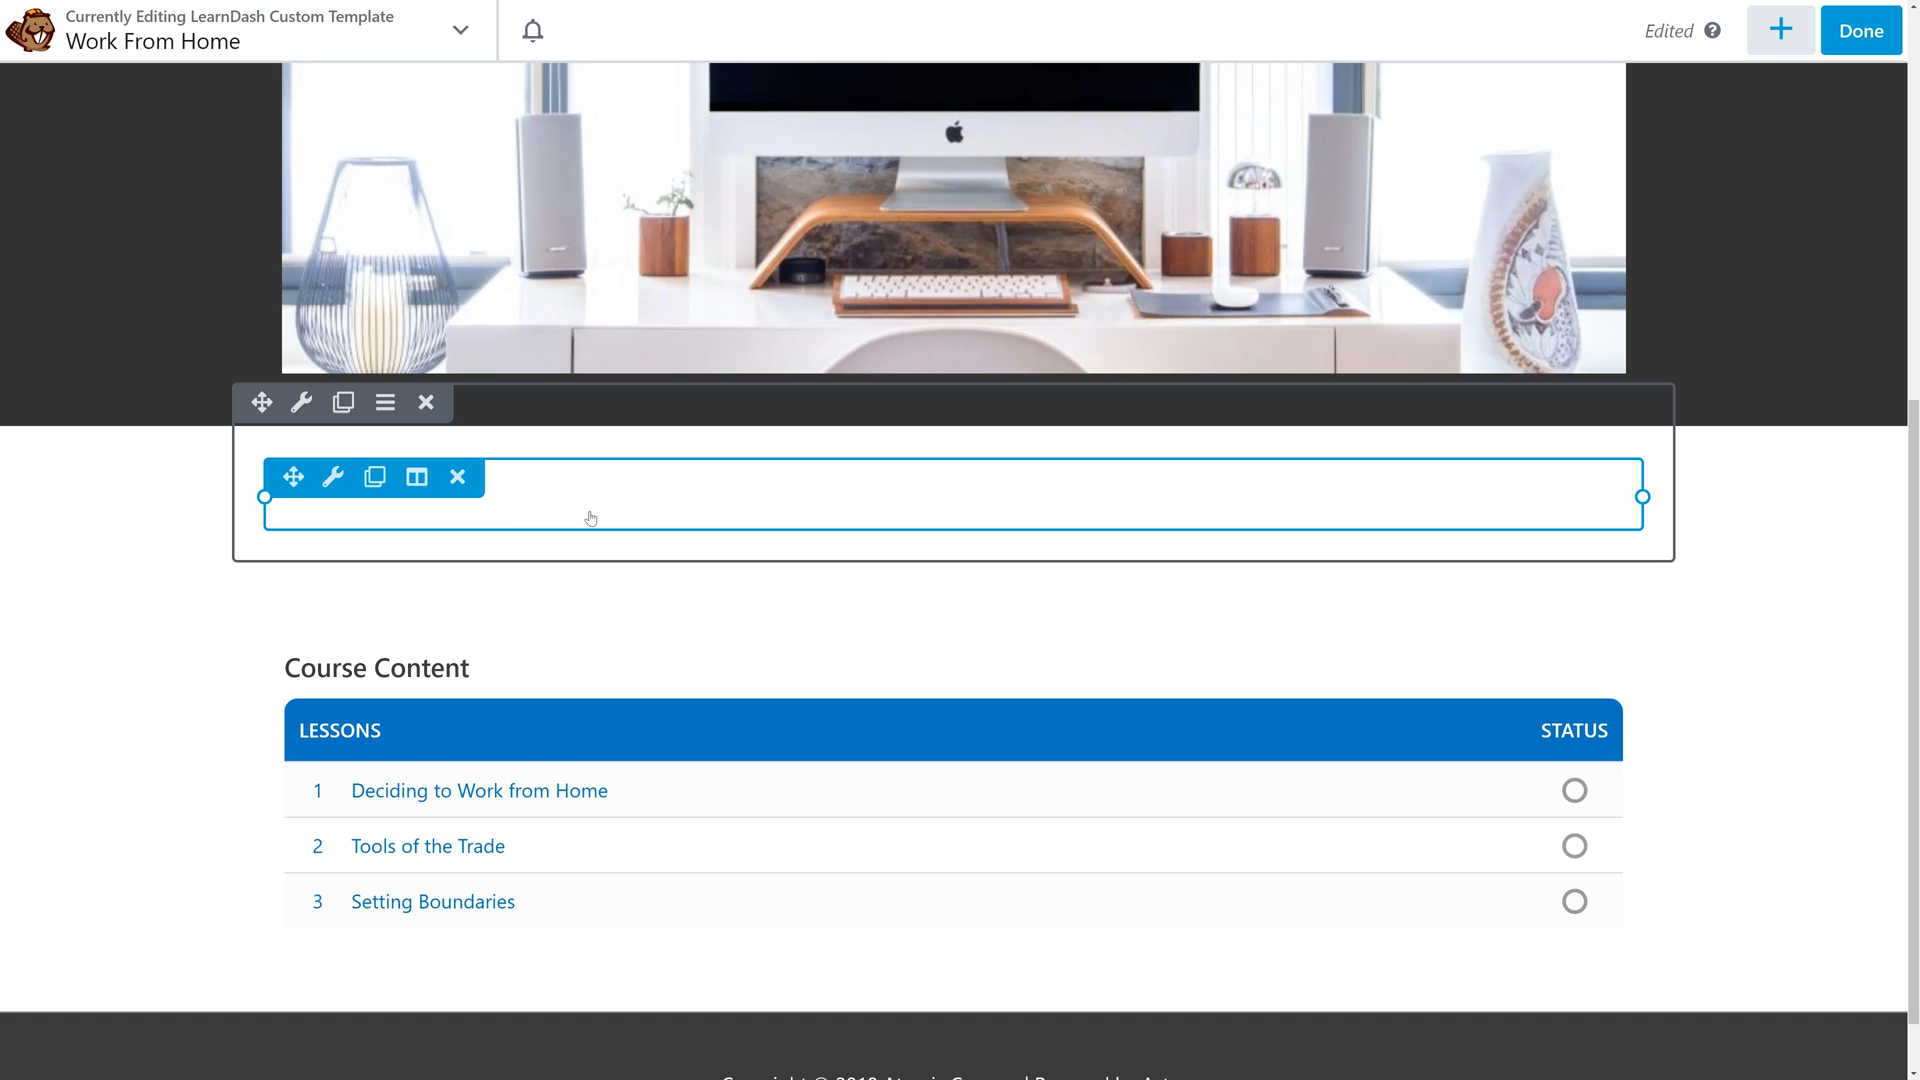 Currently Editing LearnDash Custom Template
Work From Home
Edited
Done
Course Content
LESSONS STATUS
1 Deciding to Work from Home
2 Tools of the Trade
3 Setting Boundaries